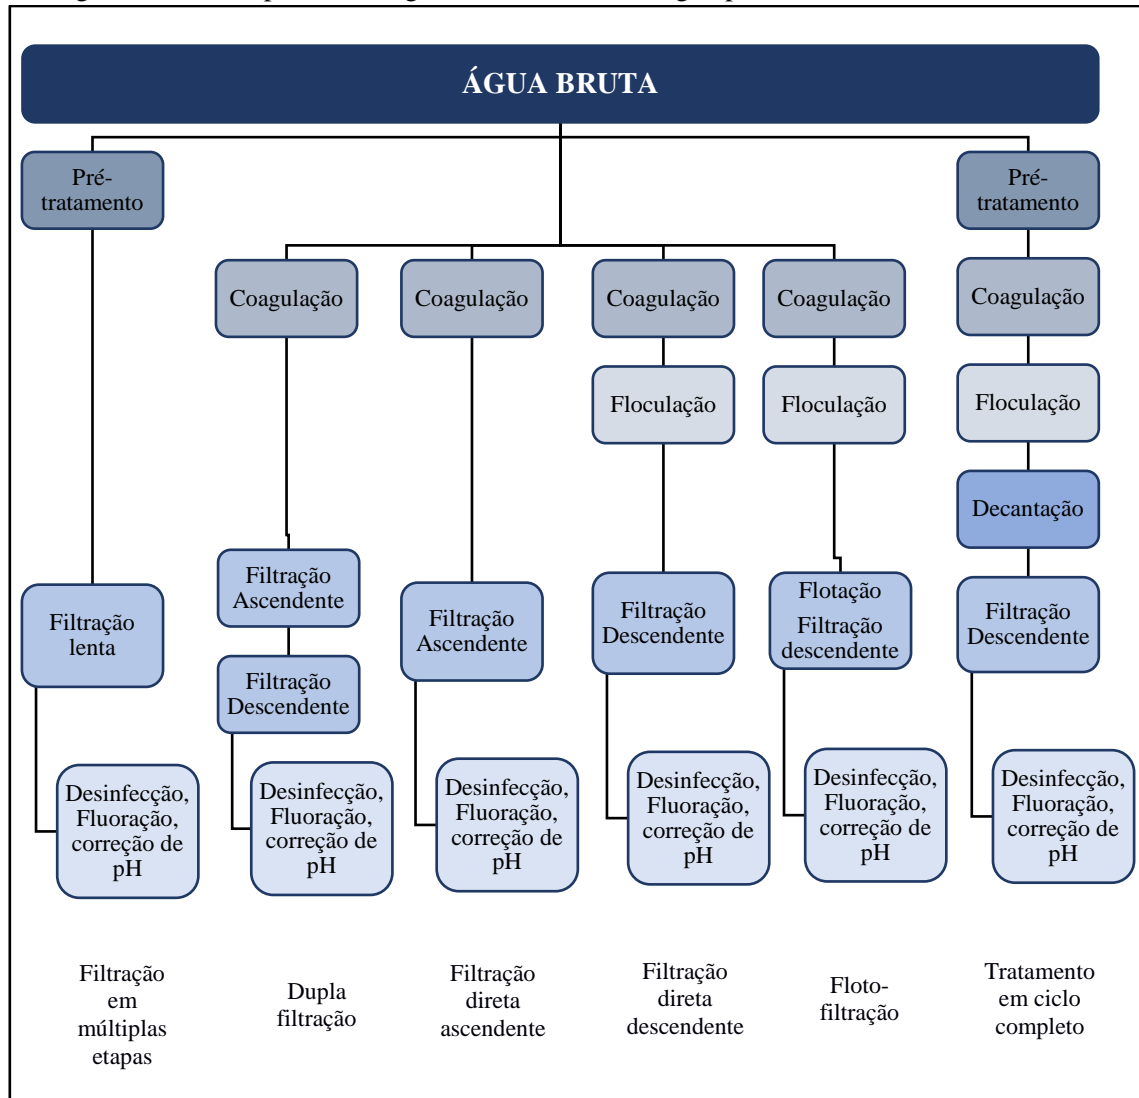 ÁGUA BRUTA
Pré-
tratamento
Pré-
tratamento
Coagulação
Coagulação
Coagulação
Coagulação
Coagulação
Floculação
Floculação
Floculação
Decantação
Filtração
lenta
Filtração
Ascendente
Filtração
Descendente
Filtração
Ascendente
Filtração
Descendente
Flotação
Filtração
descendente
Filtração
Descendente
Desinfecção,
Fluoração,
correção de
pH
Desinfecção,
Fluoração,
correção de
pH
Desinfecção,
Fluoração,
correção de
pH
Desinfecção,
Fluoração,
correção de
pH
Desinfecção,
Fluoração,
correção de
pH
Desinfecção,
Fluoração,
correção de
pH
Filtração
em
múltiplas
etapas
Dupla
filtração
Filtração
direta
ascendente
Filtração
direta
descendente
Floto-
filtração
Tratamento
em ciclo
completo